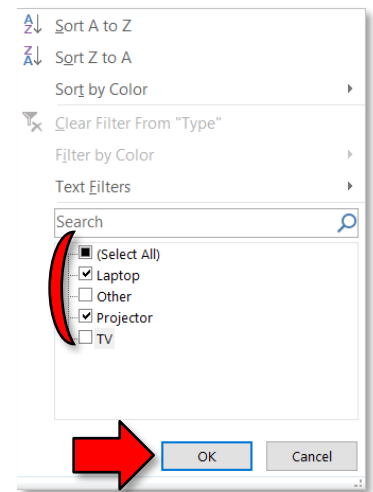 Sort A to Z
Sort Z to A
Sort by Color
Clear Filter From "Type"
Filter by Color
Text Filters
Search
(Select All)
Laptop
Other
Projector
TV
OK Cancel